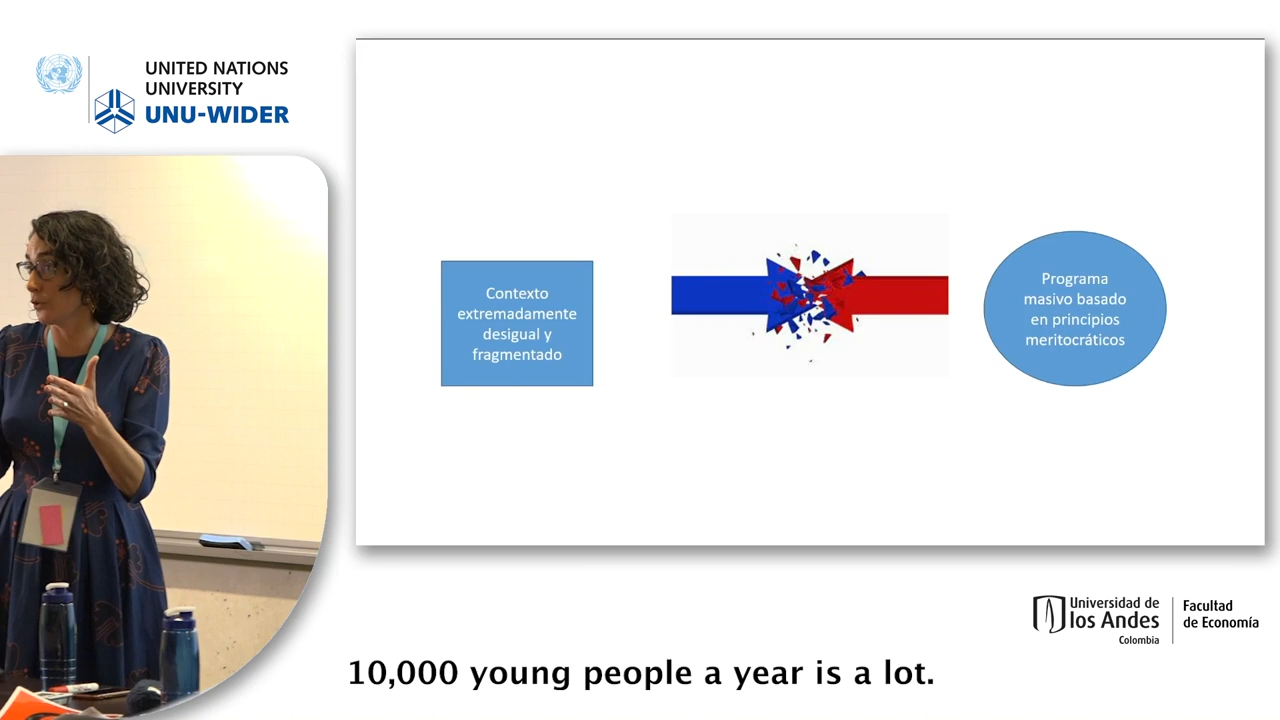 UNITED NATIONS
UNIVERSITY
UNU-WIDER
Contexto
extremadamente
desigual y
fragmentado
Programa
masivo basado
en principios
meritocráticos
Universidad de
los Andes
Colombia
Facultad
de Economía
10,000 young people a year is a lot.